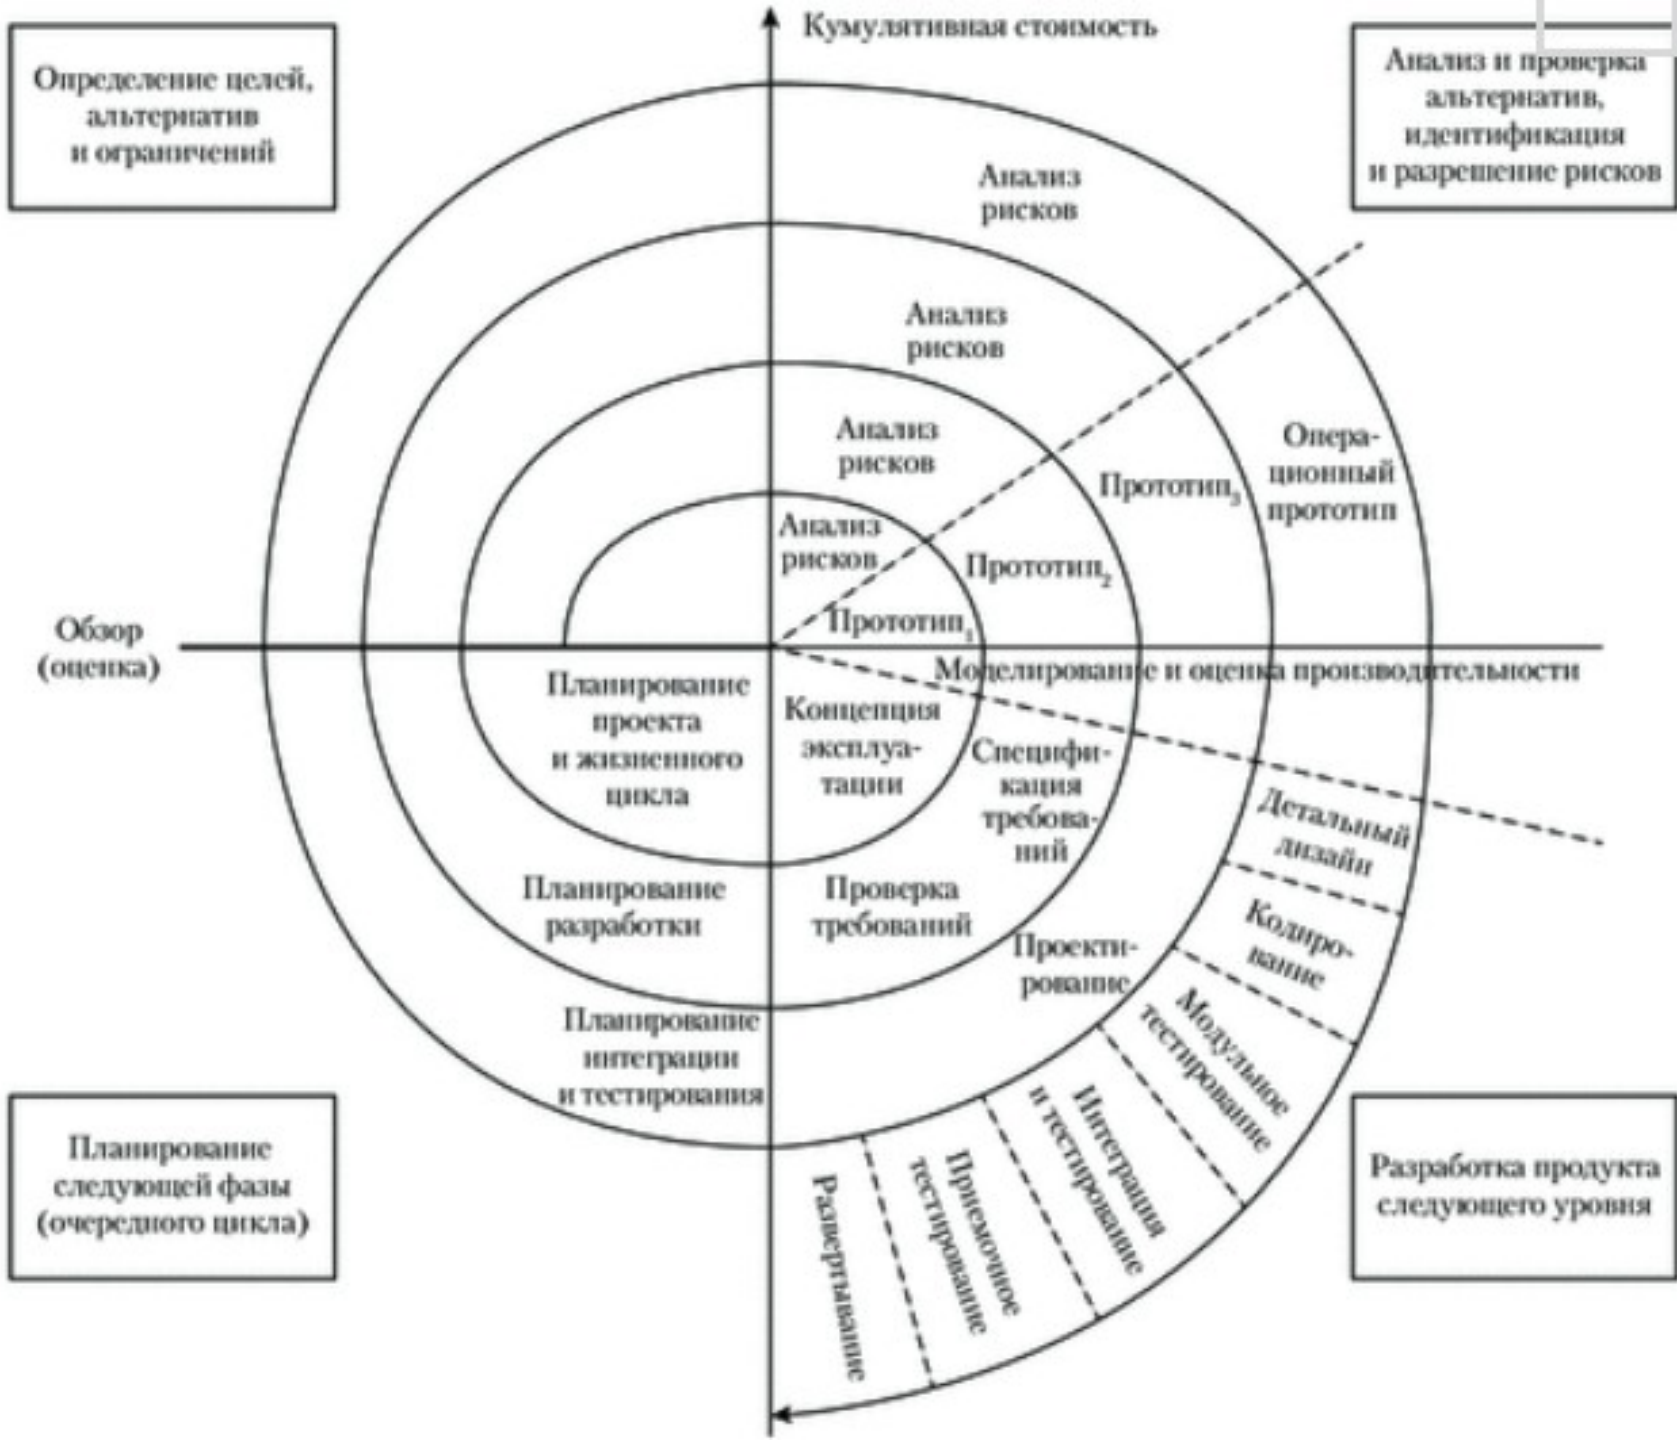 Кумулятивная стоимость
Определение целей,
альтернатив
и ограничений
Анализ и проверка
альтернатив,
идентификация
и разрешение рисков
Анализ
рисков
Анализ
рисков
Анализ
рисков
Анализ
рисков
Опера-
ционный
прототип
Прототип₃
Прототип₂
Прототип₁
Обзор
(оценка)
Моделирование и оценка производительности
Планирование
проекта
и жизненного
цикла
Концепция
эксплуа-
тации
Специфи-
кация
требова-
ний
Детальный
дизайн
Планирование
разработки
Проверка
требований
Проекти-
рование
Кодиро-
вание
Модульное
тестирование
Планирование
интеграции
и тестирования
Интеграция
и тестирование
Приемочное
тестирование
Развертывание
Планирование
следующей фазы
(очередного цикла)
Разработка продукта
следующего уровня